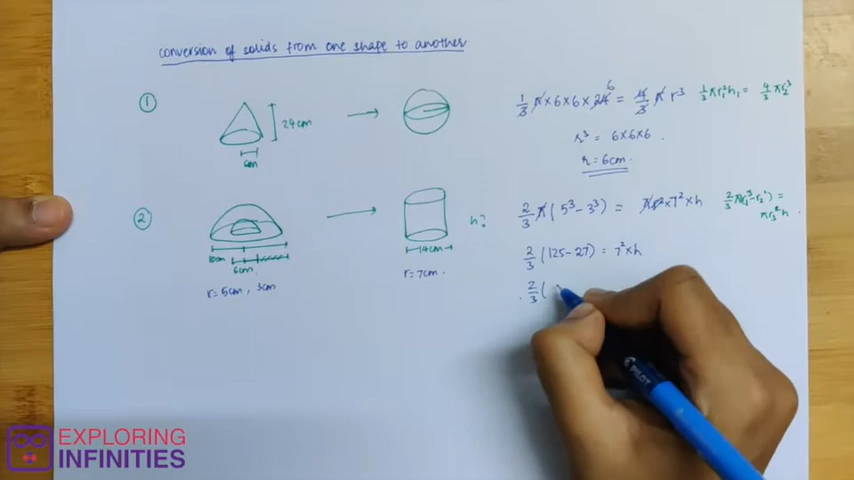 conversion of solids from one shape to another
①
24cm
6cm
1/3 π × 6 × 6 × 24 6 = 4/3 π r³
1/3 πr₁²h₁ = 4/3 πr₂³
r³ = 6×6×6
r = 6cm
②
10cm
6cm
r = 5cm, 3cm
14cm
r = 7cm
h?
2/3 π (5³ - 3³) = π r² × 7² × h
2/3 π(r₁³ - r₂³) = πr₃²h
2/3 (125 - 27) = 7² × h
2/3 (
PILOT
EXPLORING
INFINITIES